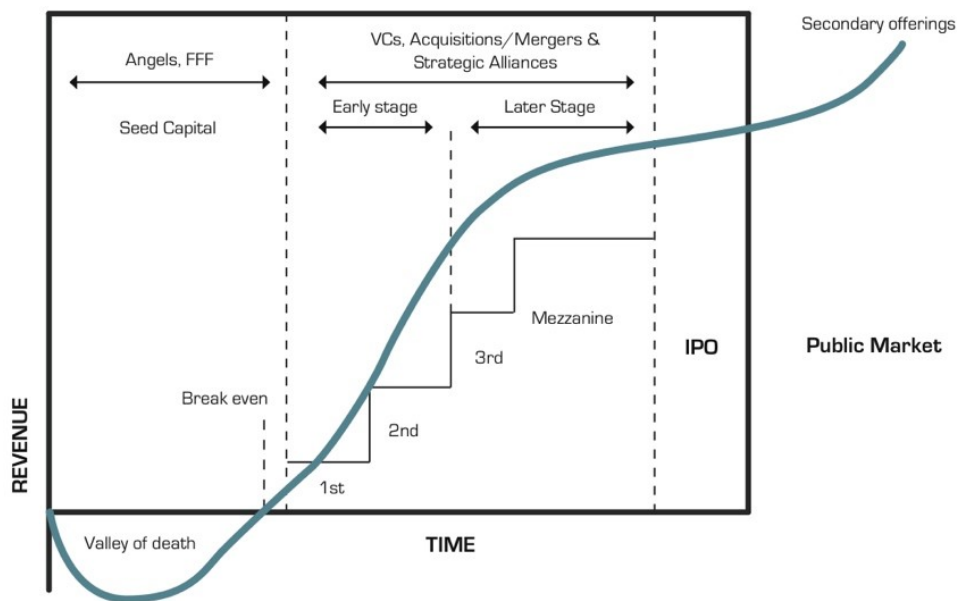 Secondary offerings
VCs, Acquisitions/Mergers &
Strategic Alliances
Angels, FFF
Early stage
Later Stage
Seed Capital
Mezzanine
IPO
Public Market
3rd
Break even
2nd
REVENUE
1st
Valley of death
TIME